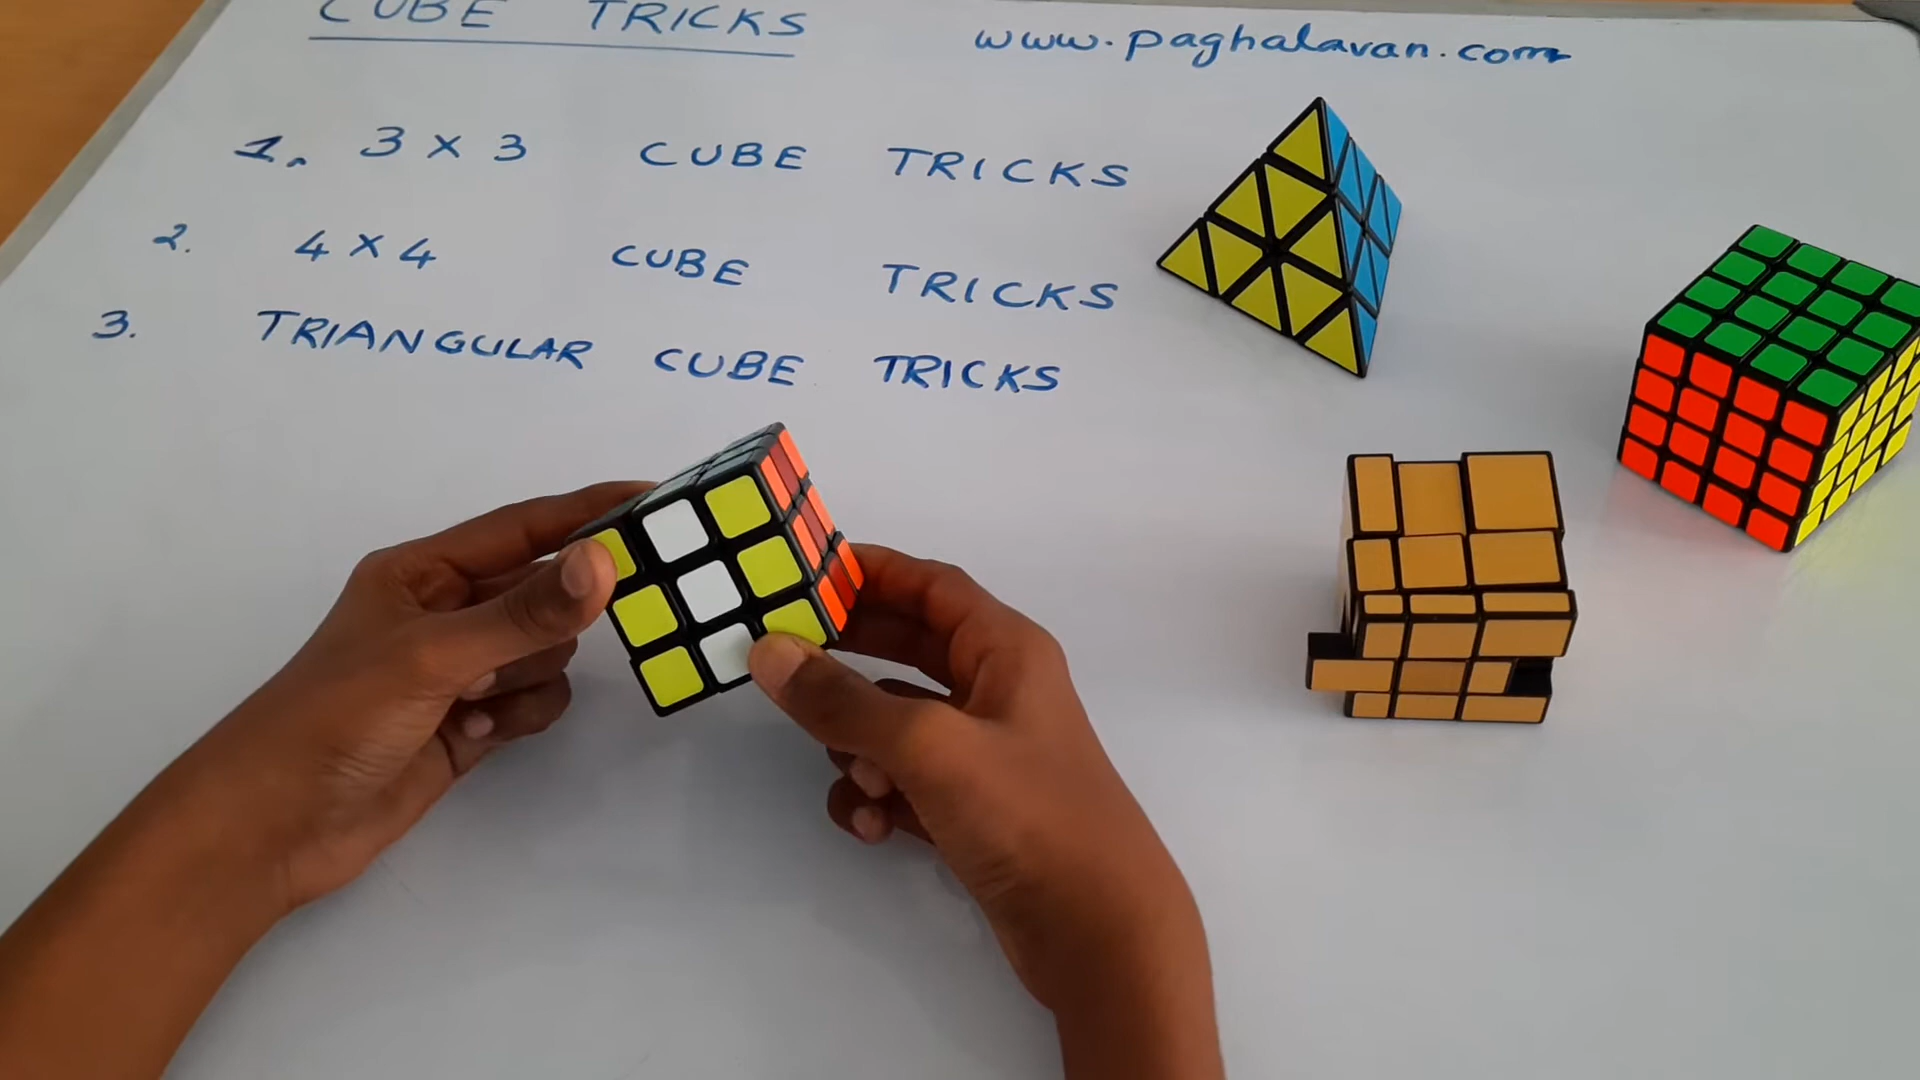 CUBE TRICKS
www.paghalavan.com
1. 3 x 3 CUBE TRICKS
2. 4 x 4 CUBE TRICKS
3. TRIANGULAR CUBE TRICKS